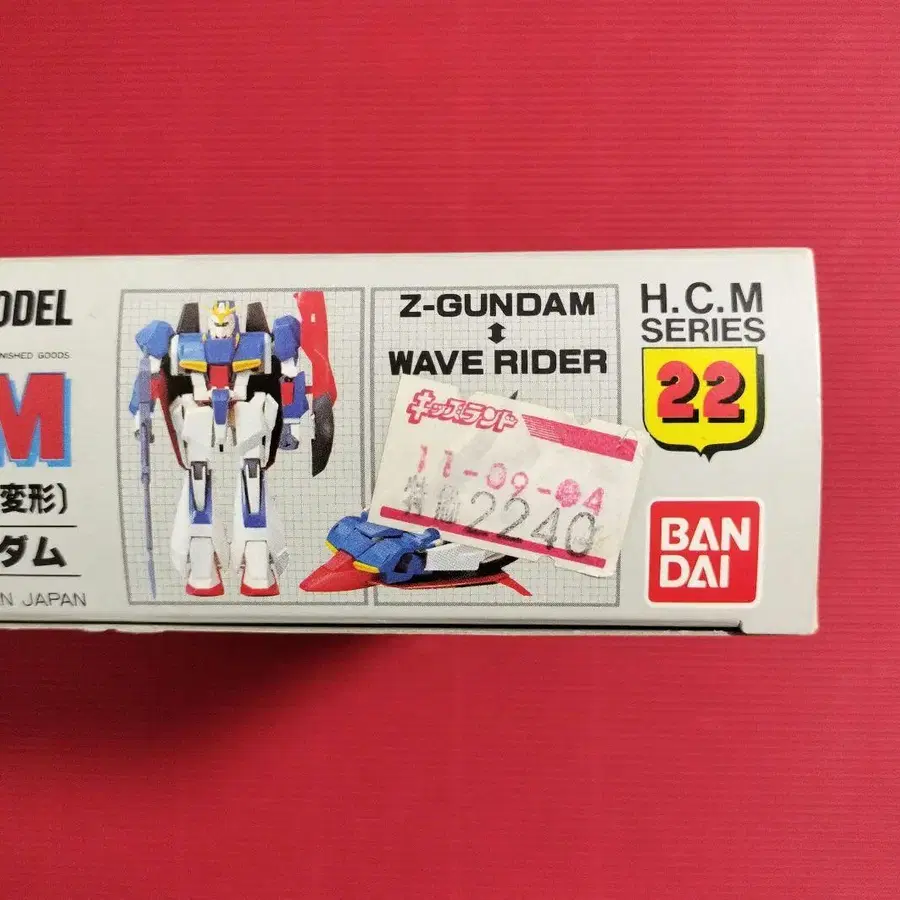 ODEL
NISHED GOODS
M
変形)
ダム
N JAPAN
Z-GUNDAM
↕
WAVE RIDER
キッズランド
11-09-04
2240
H.C.M
SERIES
22
BAN
DAI